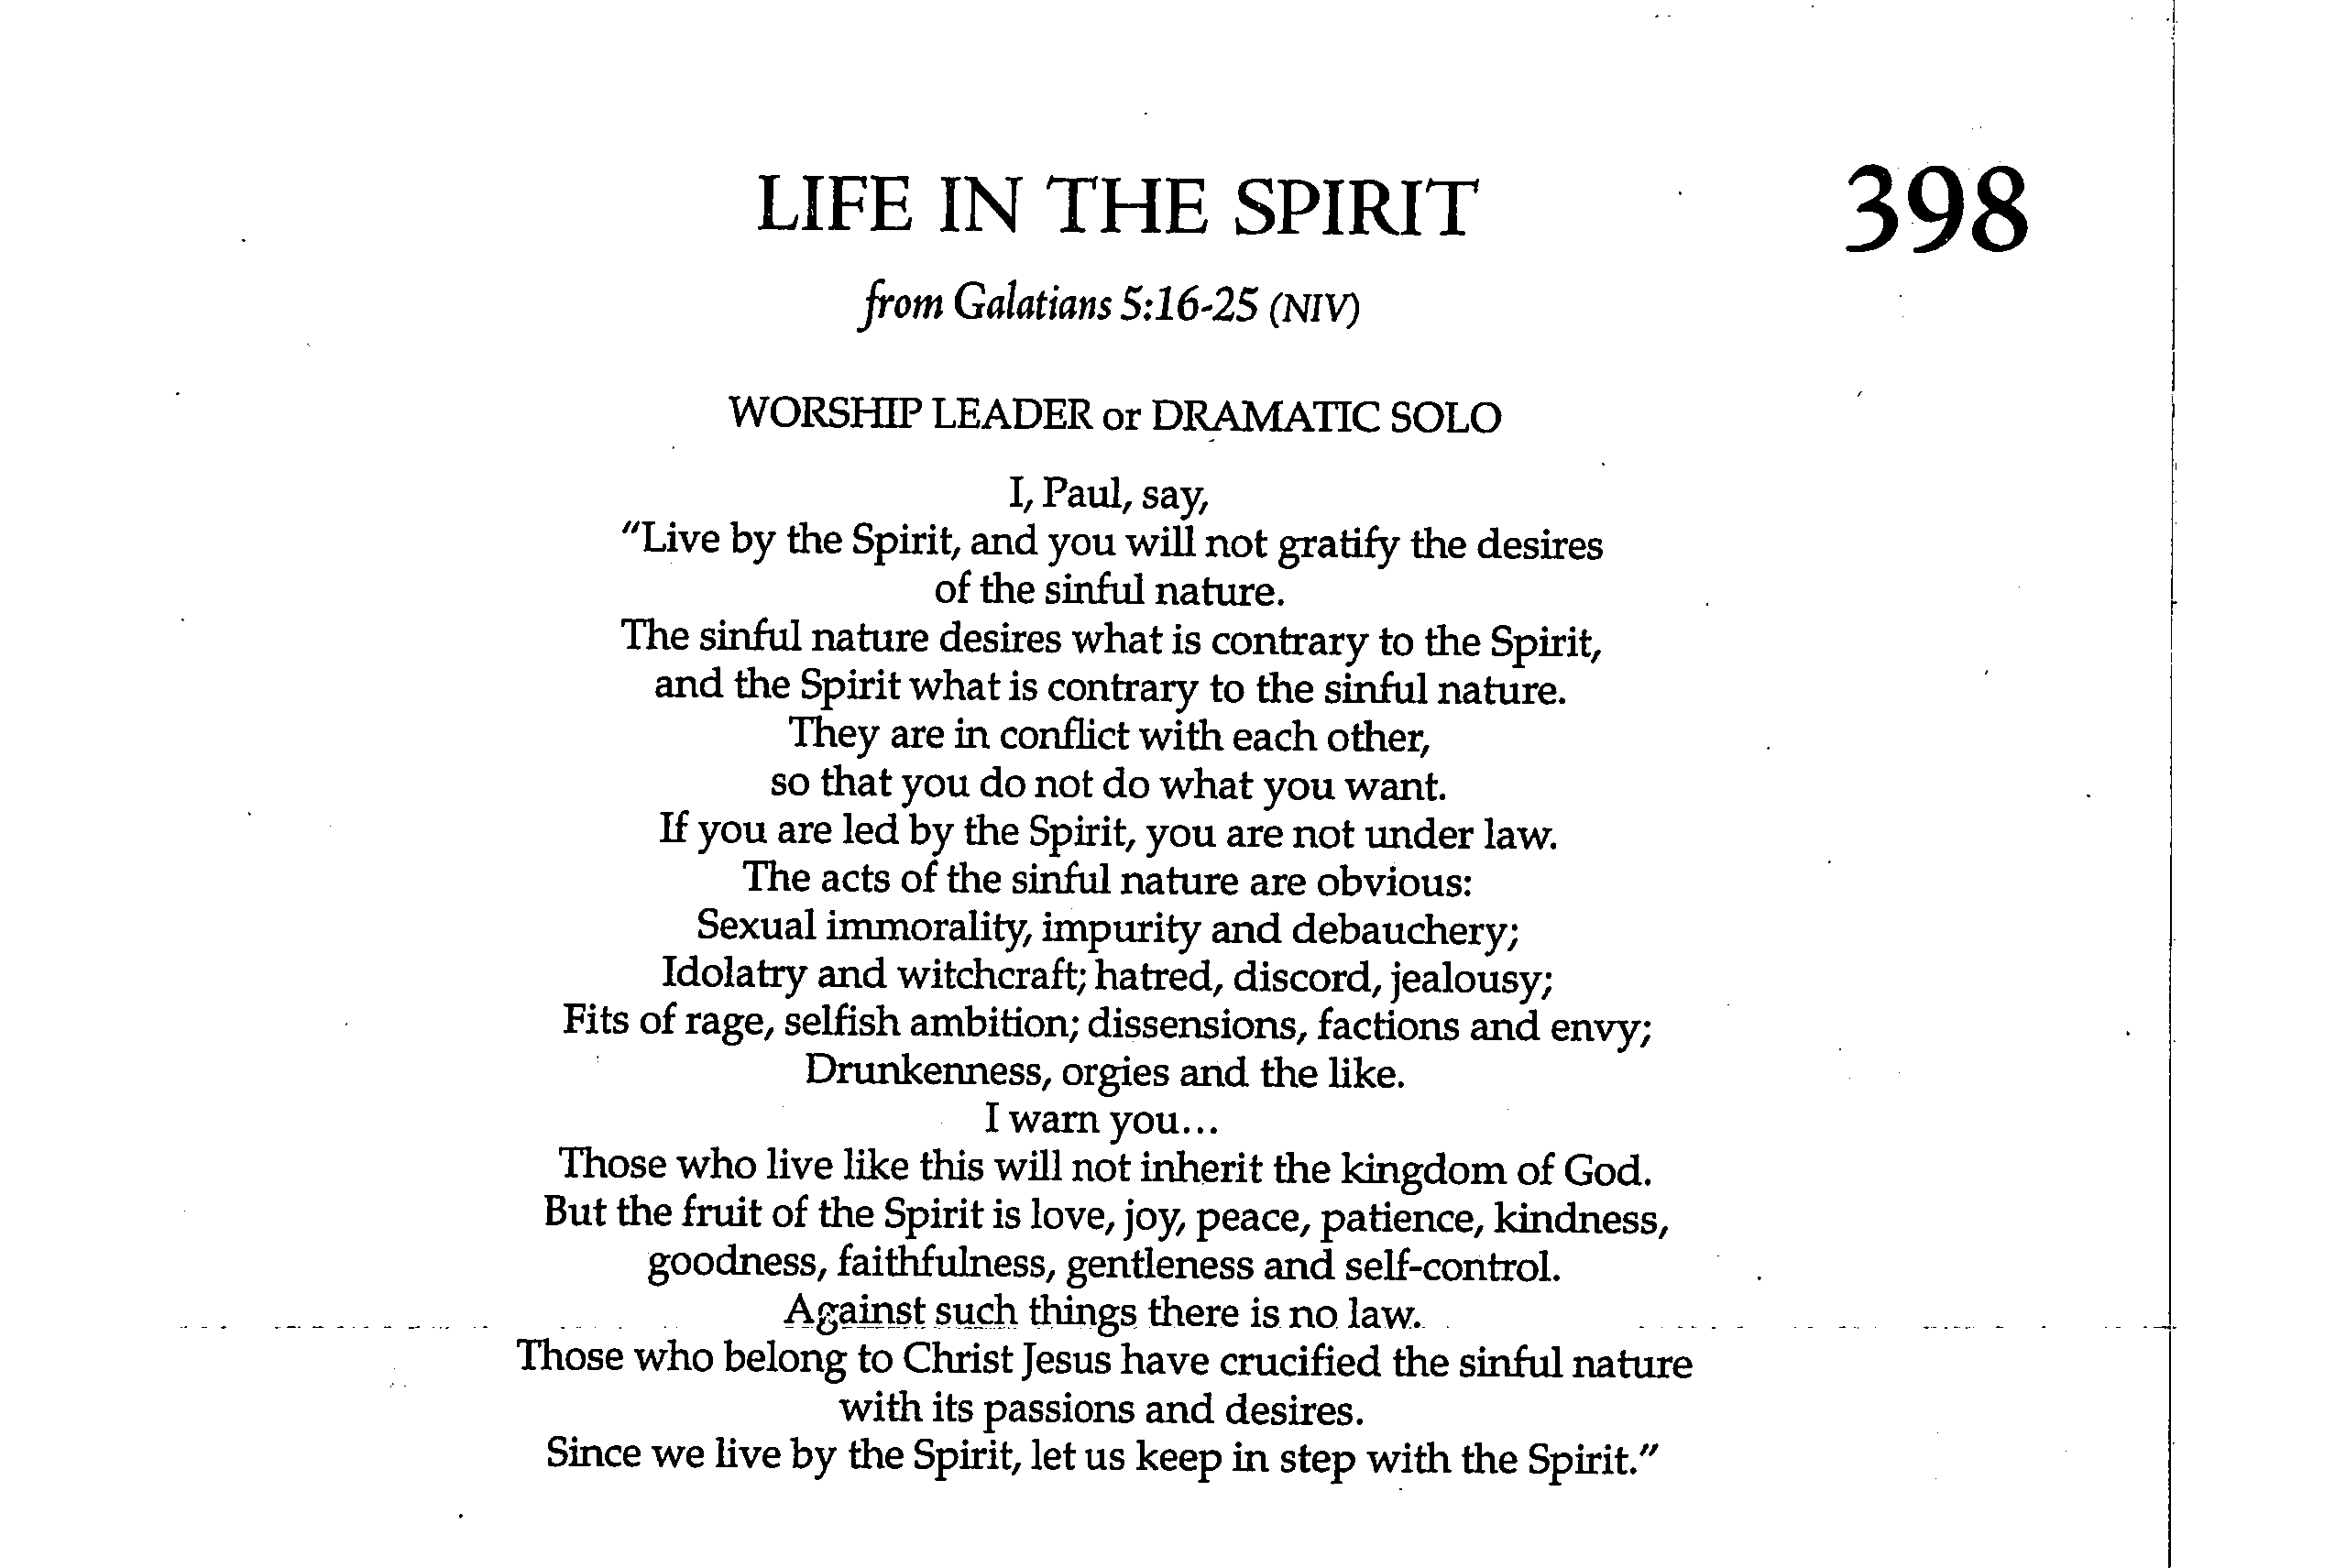 LIFE IN THE SPIRIT
398
from Galatians 5:16-25 (NIV)
WORSHIP LEADER or DRAMATIC SOLO
I, Paul, say,
"Live by the Spirit, and you will not gratify the desires
of the sinful nature.
The sinful nature desires what is contrary to the Spirit,
and the Spirit what is contrary to the sinful nature.
They are in conflict with each other,
so that you do not do what you want.
If you are led by the Spirit, you are not under law.
The acts of the sinful nature are obvious:
Sexual immorality, impurity and debauchery;
Idolatry and witchcraft; hatred, discord, jealousy;
Fits of rage, selfish ambition; dissensions, factions and envy;
Drunkenness, orgies and the like.
I warn you...
Those who live like this will not inherit the kingdom of God.
But the fruit of the Spirit is love, joy, peace, patience, kindness,
goodness, faithfulness, gentleness and self-control.
Against such things there is no law.
Those who belong to Christ Jesus have crucified the sinful nature
with its passions and desires.
Since we live by the Spirit, let us keep in step with the Spirit."